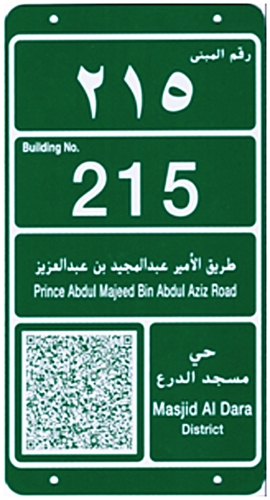 رقم المبنى
٢١٥
Building No.
215
طريق الأمير عبدالمجيد بن عبدالعزيز
Prince Abdul Majeed Bin Abdul Aziz Road
حي
مسجد الدرع
Masjid Al Dara
District